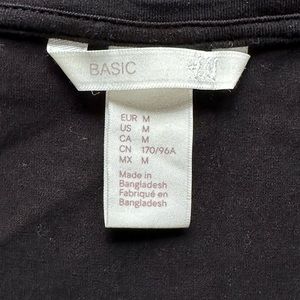 BASIC
EUR M
US M
CA M
CN 170/96A
MX M
Made in
Bangladesh
Fabriqué en
Bangladesh